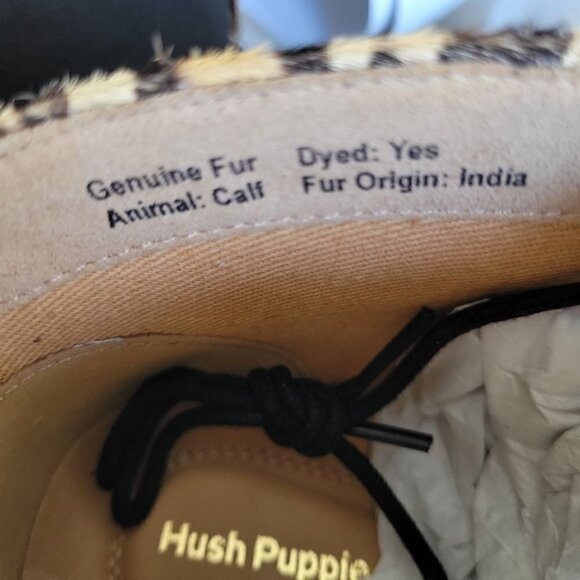 Genuine Fur Dyed: Yes
Animal: Calf Fur Origin: India
Hush Puppie